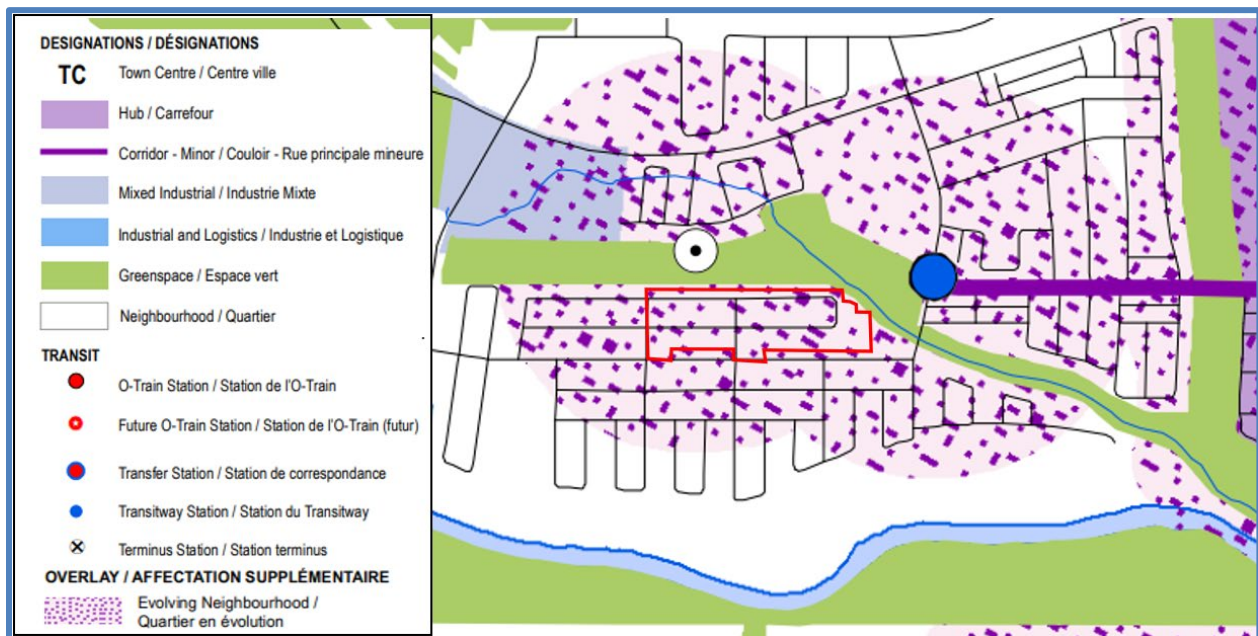 DESIGNATIONS / DÉSIGNATIONS
TC Town Centre / Centre ville
Hub / Carrefour
Corridor - Minor / Couloir - Rue principale mineure
Mixed Industrial / Industrie Mixte
Industrial and Logistics / Industrie et Logistique
Greenspace / Espace vert
Neighbourhood / Quartier
TRANSIT
O-Train Station / Station de l'O-Train
Future O-Train Station / Station de l'O-Train (futur)
Transfer Station / Station de correspondance
Transitway Station / Station du Transitway
Terminus Station / Station terminus
OVERLAY / AFFECTATION SUPPLÉMENTAIRE
Evolving Neighbourhood /
Quartier en évolution